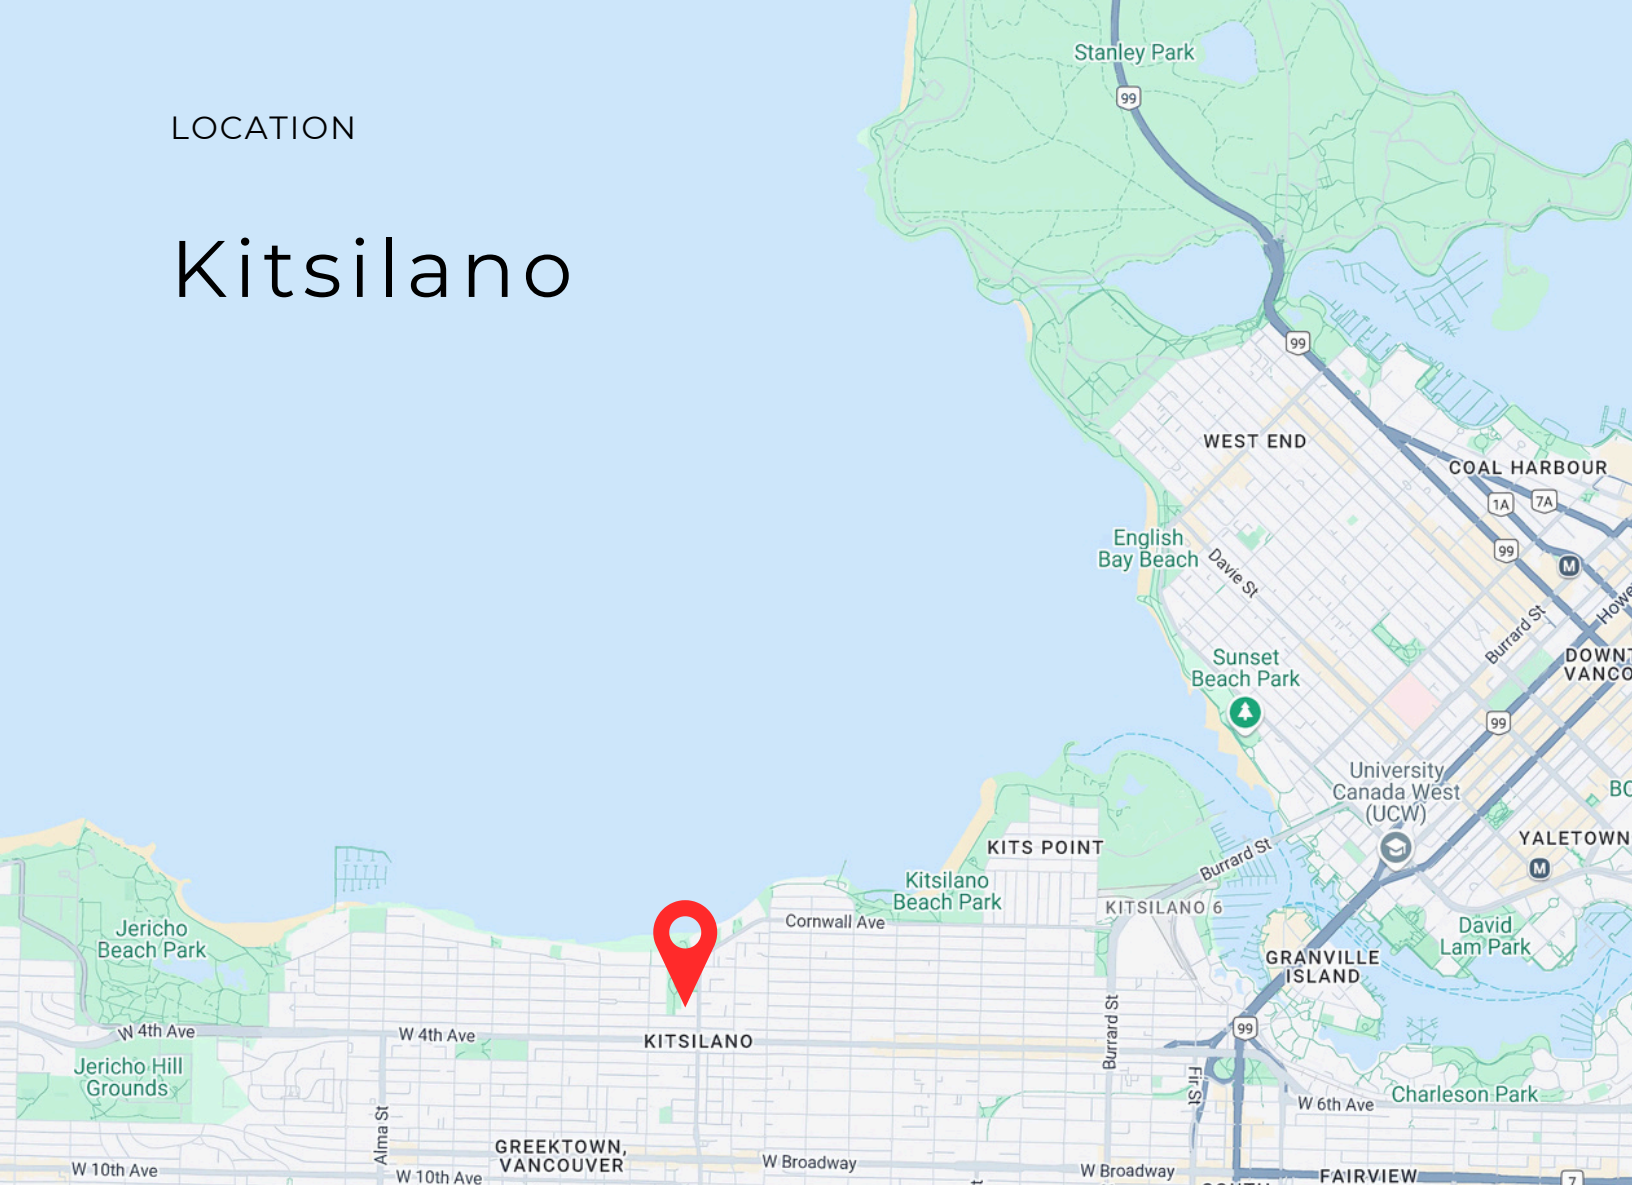 LOCATION
Kitsilano
Stanley Park
99
99
WEST END
COAL HARBOUR
1A
7A
99
M
English
Bay Beach
Davie St
Burrard St
Howe
DOWNT
VANCO
Sunset
Beach Park
99
University
Canada West
(UCW)
BO
YALETOWN
M
KITS POINT
Burrard St
Kitsilano
Beach Park
KITSILANO 6
Cornwall Ave
Jericho
Beach Park
David
Lam Park
GRANVILLE
ISLAND
99
W 4th Ave
W 4th Ave
KITSILANO
Burrard St
Jericho Hill
Grounds
Fir St
Charleson Park
W 6th Ave
Alma St
GREEKTOWN,
VANCOUVER
W 10th Ave
W 10th Ave
W Broadway
W Broadway
FAIRVIEW
7